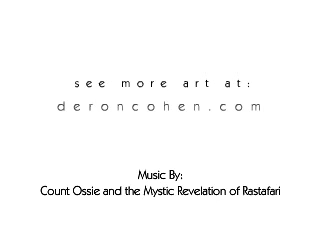 see more art at:
deroncohen.com
Music By:
Count Ossie and the Mystic Revelation of Rastafari